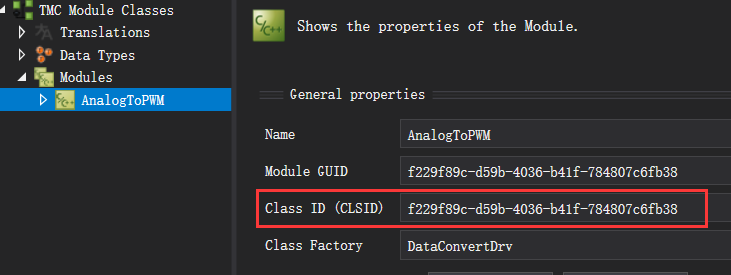 TMC Module Classes
Translations
Data Types
Modules
AnalogToPWM
Shows the properties of the Module.
General properties
Name AnalogToPWM
Module GUID f229f89c-d59b-4036-b41f-784807c6fb38
Class ID (CLSID) f229f89c-d59b-4036-b41f-784807c6fb38
Class Factory DataConvertDrv